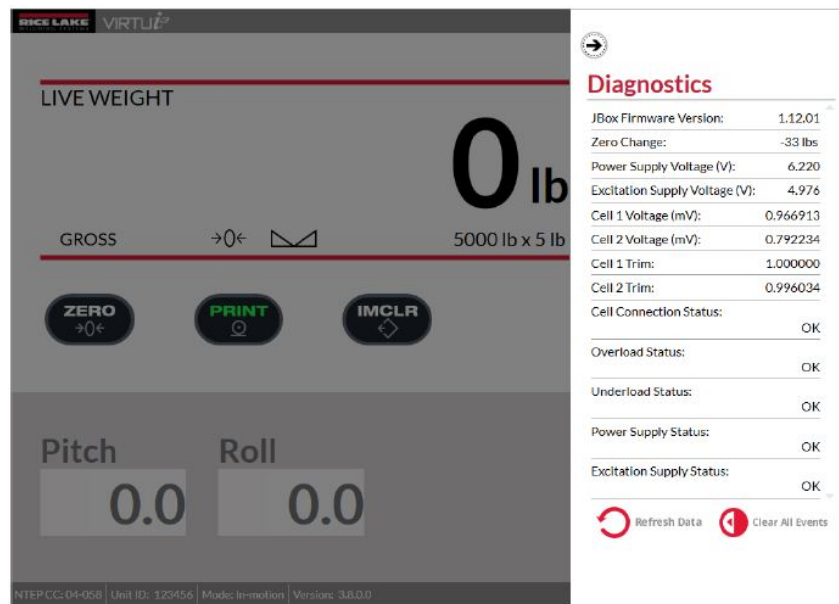 RICE LAKE VIRTUi³
WEIGHING SYSTEMS
LIVE WEIGHT
0 lb
GROSS →0← 5000 lb x 5 lb
ZERO PRINT IMCLR
→0←
Pitch Roll
0.0 0.0
NTEP CC: 04-058 | Unit ID: 123456 | Mode: In-motion | Version: 3.8.0.0
Diagnostics
JBox Firmware Version: 1.12.01
Zero Change: -33 lbs
Power Supply Voltage (V): 6.220
Excitation Supply Voltage (V): 4.976
Cell 1 Voltage (mV): 0.966913
Cell 2 Voltage (mV): 0.792234
Cell 1 Trim: 1.000000
Cell 2 Trim: 0.996034
Cell Connection Status:
OK
Overload Status:
OK
Underload Status:
OK
Power Supply Status:
OK
Excitation Supply Status:
OK
Refresh Data Clear All Events